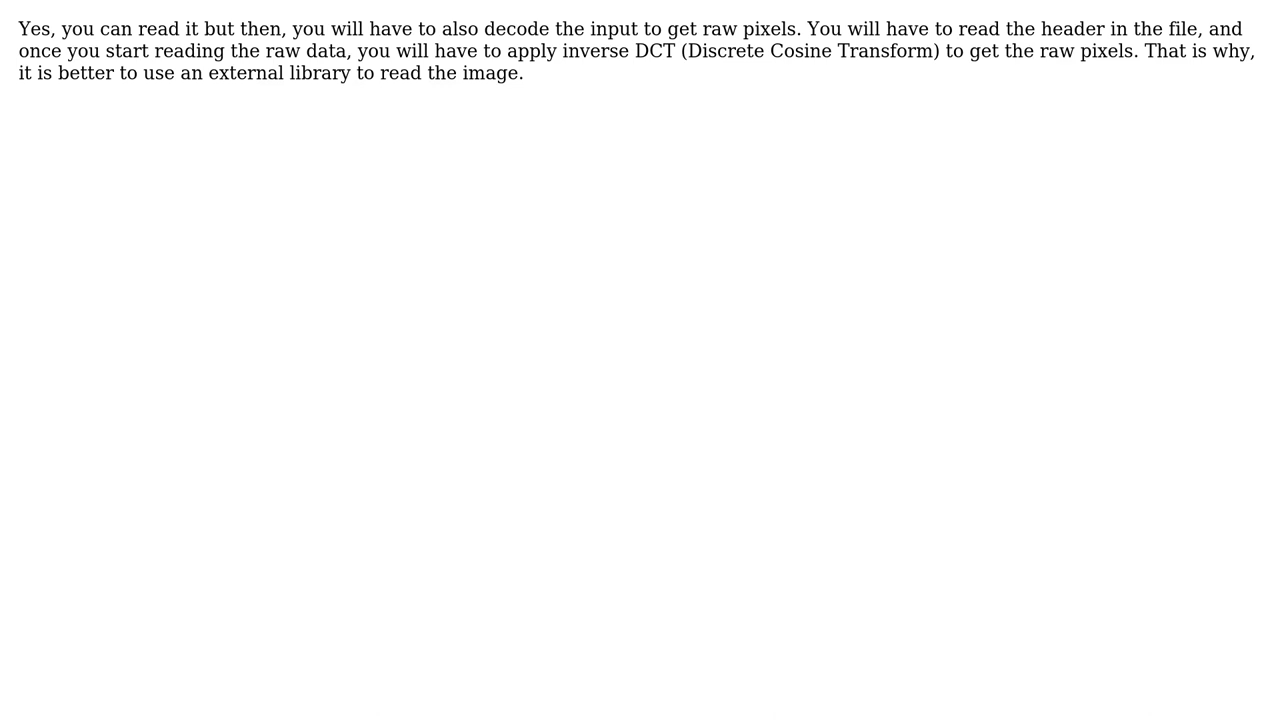 Yes, you can read it but then, you will have to also decode the input to get raw pixels. You will have to read the header in the file, and
once you start reading the raw data, you will have to apply inverse DCT (Discrete Cosine Transform) to get the raw pixels. That is why,
it is better to use an external library to read the image.